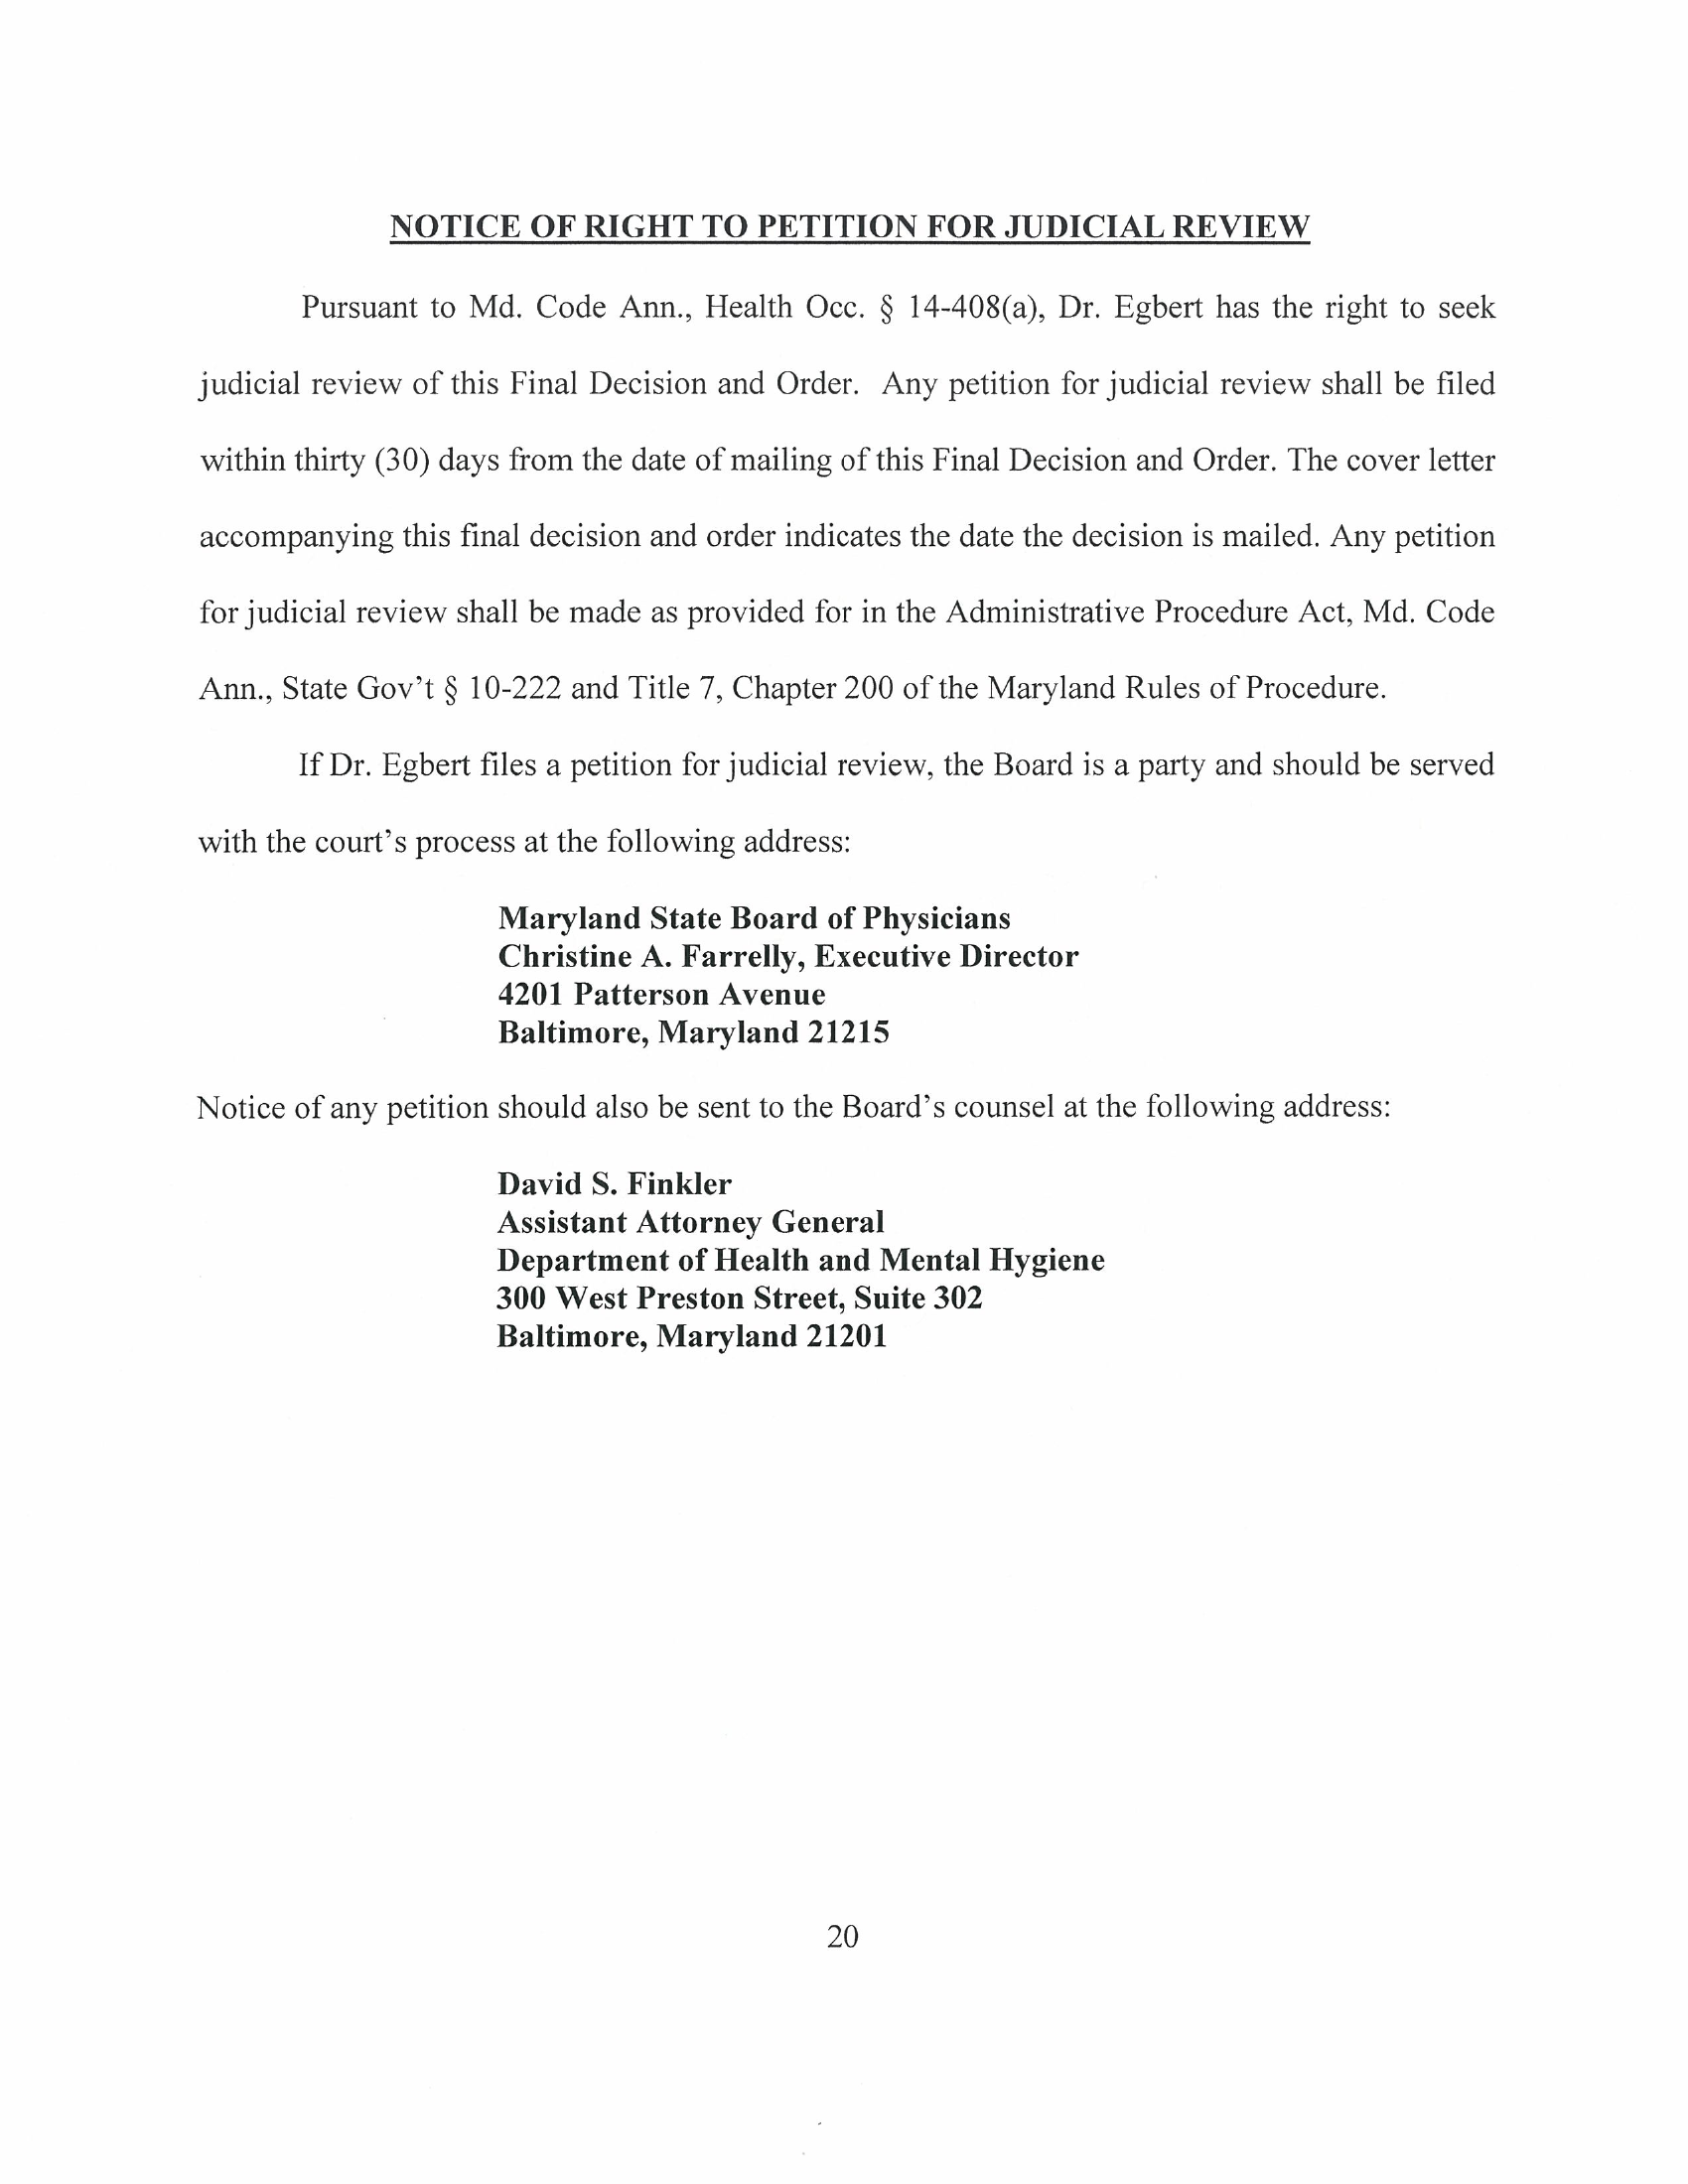 NOTICE OF RIGHT TO PETITION FOR JUDICIAL REVIEW
Pursuant to Md. Code Ann., Health Occ. § 14-408(a), Dr. Egbert has the right to seek
judicial review of this Final Decision and Order. Any petition for judicial review shall be filed
within thirty (30) days from the date of mailing of this Final Decision and Order. The cover letter
accompanying this final decision and order indicates the date the decision is mailed. Any petition
for judicial review shall be made as provided for in the Administrative Procedure Act, Md. Code
Ann., State Gov't § 10-222 and Title 7, Chapter 200 of the Maryland Rules of Procedure.
If Dr. Egbert files a petition for judicial review, the Board is a party and should be served
with the court's process at the following address:
Maryland State Board of Physicians
Christine A. Farrelly, Executive Director
4201 Patterson Avenue
Baltimore, Maryland 21215
Notice of any petition should also be sent to the Board's counsel at the following address:
David S. Finkler
Assistant Attorney General
Department of Health and Mental Hygiene
300 West Preston Street, Suite 302
Baltimore, Maryland 21201
20